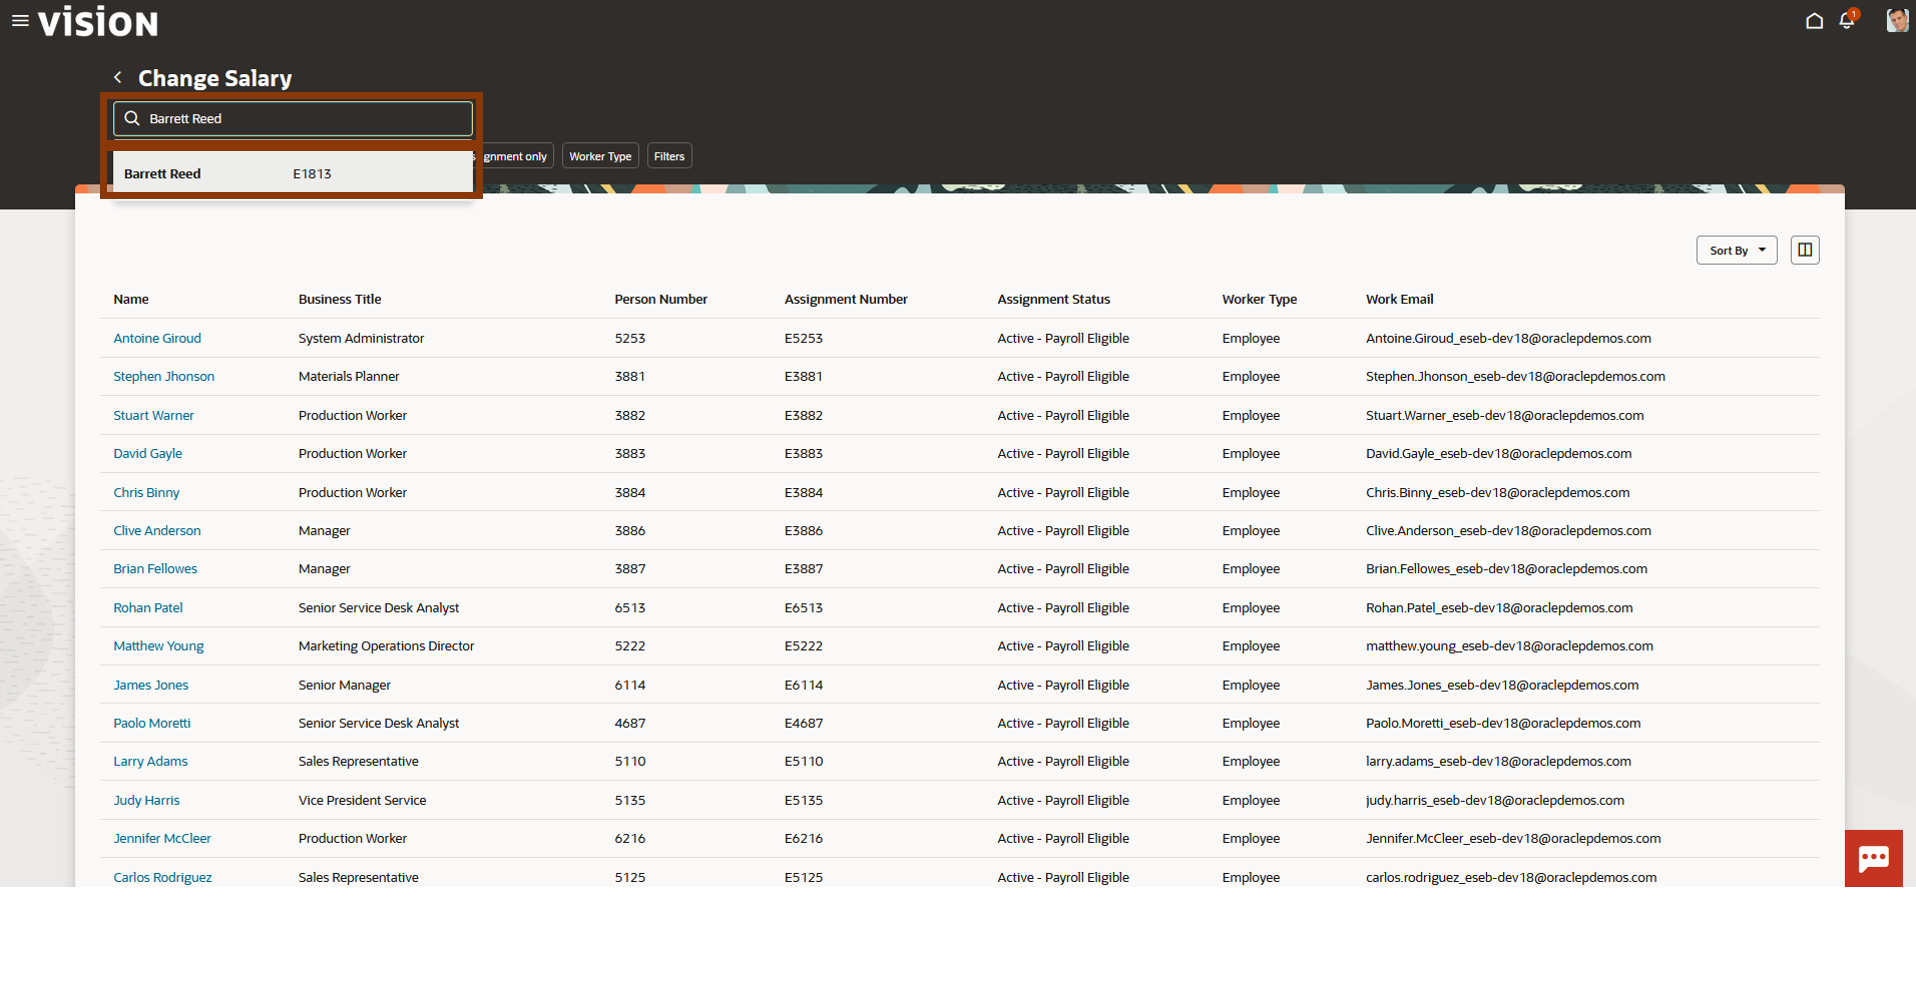 vision
1
Change Salary
Barrett Reed
Barrett Reed E1813
gnment only Worker Type Filters
Sort By
Name Business Title Person Number Assignment Number Assignment Status Worker Type Work Email
Antoine Giroud System Administrator 5253 E5253 Active - Payroll Eligible Employee Antoine.Giroud_eseb-dev18@oraclepdemos.com
Stephen Jhonson Materials Planner 3881 E3881 Active - Payroll Eligible Employee Stephen.Jhonson_eseb-dev18@oraclepdemos.com
Stuart Warner Production Worker 3882 E3882 Active - Payroll Eligible Employee Stuart.Warner_eseb-dev18@oraclepdemos.com
David Gayle Production Worker 3883 E3883 Active - Payroll Eligible Employee David.Gayle_eseb-dev18@oraclepdemos.com
Chris Binny Production Worker 3884 E3884 Active - Payroll Eligible Employee Chris.Binny_eseb-dev18@oraclepdemos.com
Clive Anderson Manager 3886 E3886 Active - Payroll Eligible Employee Clive.Anderson_eseb-dev18@oraclepdemos.com
Brian Fellowes Manager 3887 E3887 Active - Payroll Eligible Employee Brian.Fellowes_eseb-dev18@oraclepdemos.com
Rohan Patel Senior Service Desk Analyst 6513 E6513 Active - Payroll Eligible Employee Rohan.Patel_eseb-dev18@oraclepdemos.com
Matthew Young Marketing Operations Director 5222 E5222 Active - Payroll Eligible Employee matthew.young_eseb-dev18@oraclepdemos.com
James Jones Senior Manager 6114 E6114 Active - Payroll Eligible Employee James.Jones_eseb-dev18@oraclepdemos.com
Paolo Moretti Senior Service Desk Analyst 4687 E4687 Active - Payroll Eligible Employee Paolo.Moretti_eseb-dev18@oraclepdemos.com
Larry Adams Sales Representative 5110 E5110 Active - Payroll Eligible Employee larry.adams_eseb-dev18@oraclepdemos.com
Judy Harris Vice President Service 5135 E5135 Active - Payroll Eligible Employee judy.harris_eseb-dev18@oraclepdemos.com
Jennifer McCleer Production Worker 6216 E6216 Active - Payroll Eligible Employee Jennifer.McCleer_eseb-dev18@oraclepdemos.com
Carlos Rodriguez Sales Representative 5125 E5125 Active - Payroll Eligible Employee carlos.rodriguez_eseb-dev18@oraclepdemos.com